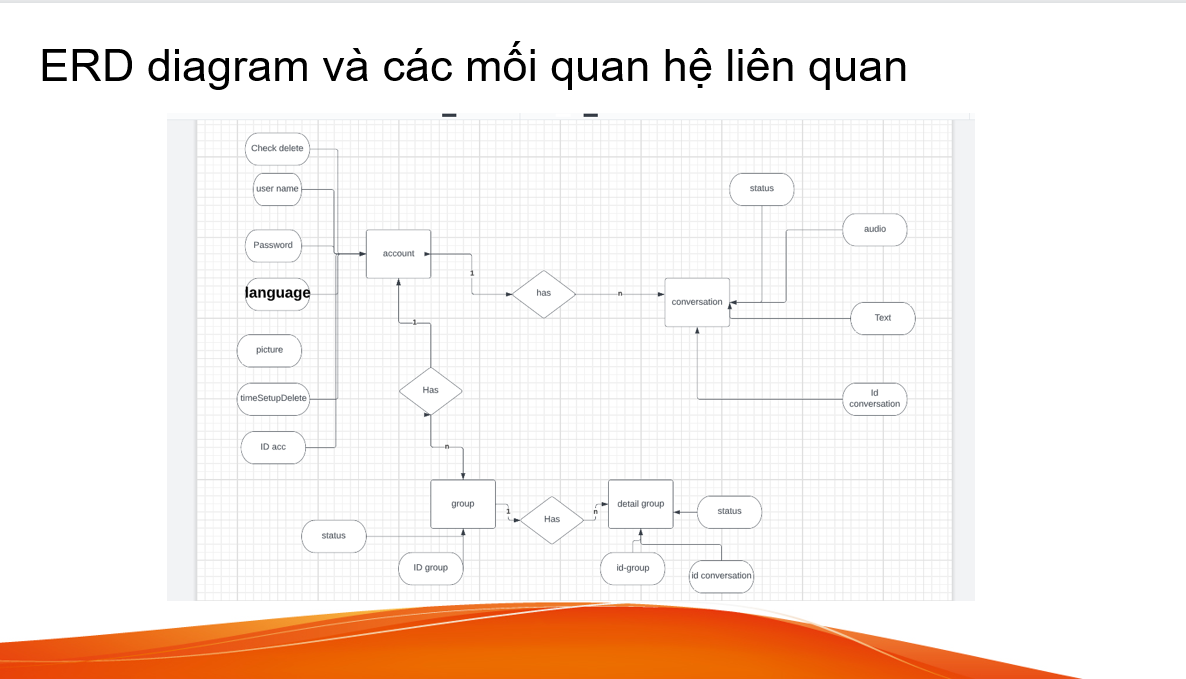 ERD diagram và các mối quan hệ liên quan
Check delete
user name
Password
language
picture
timeSetupDelete
ID acc
account
1
has
n
conversation
status
audio
Text
Id
conversation
1
Has
n
group
1
Has
n
detail group
status
status
ID group
id-group
id conversation